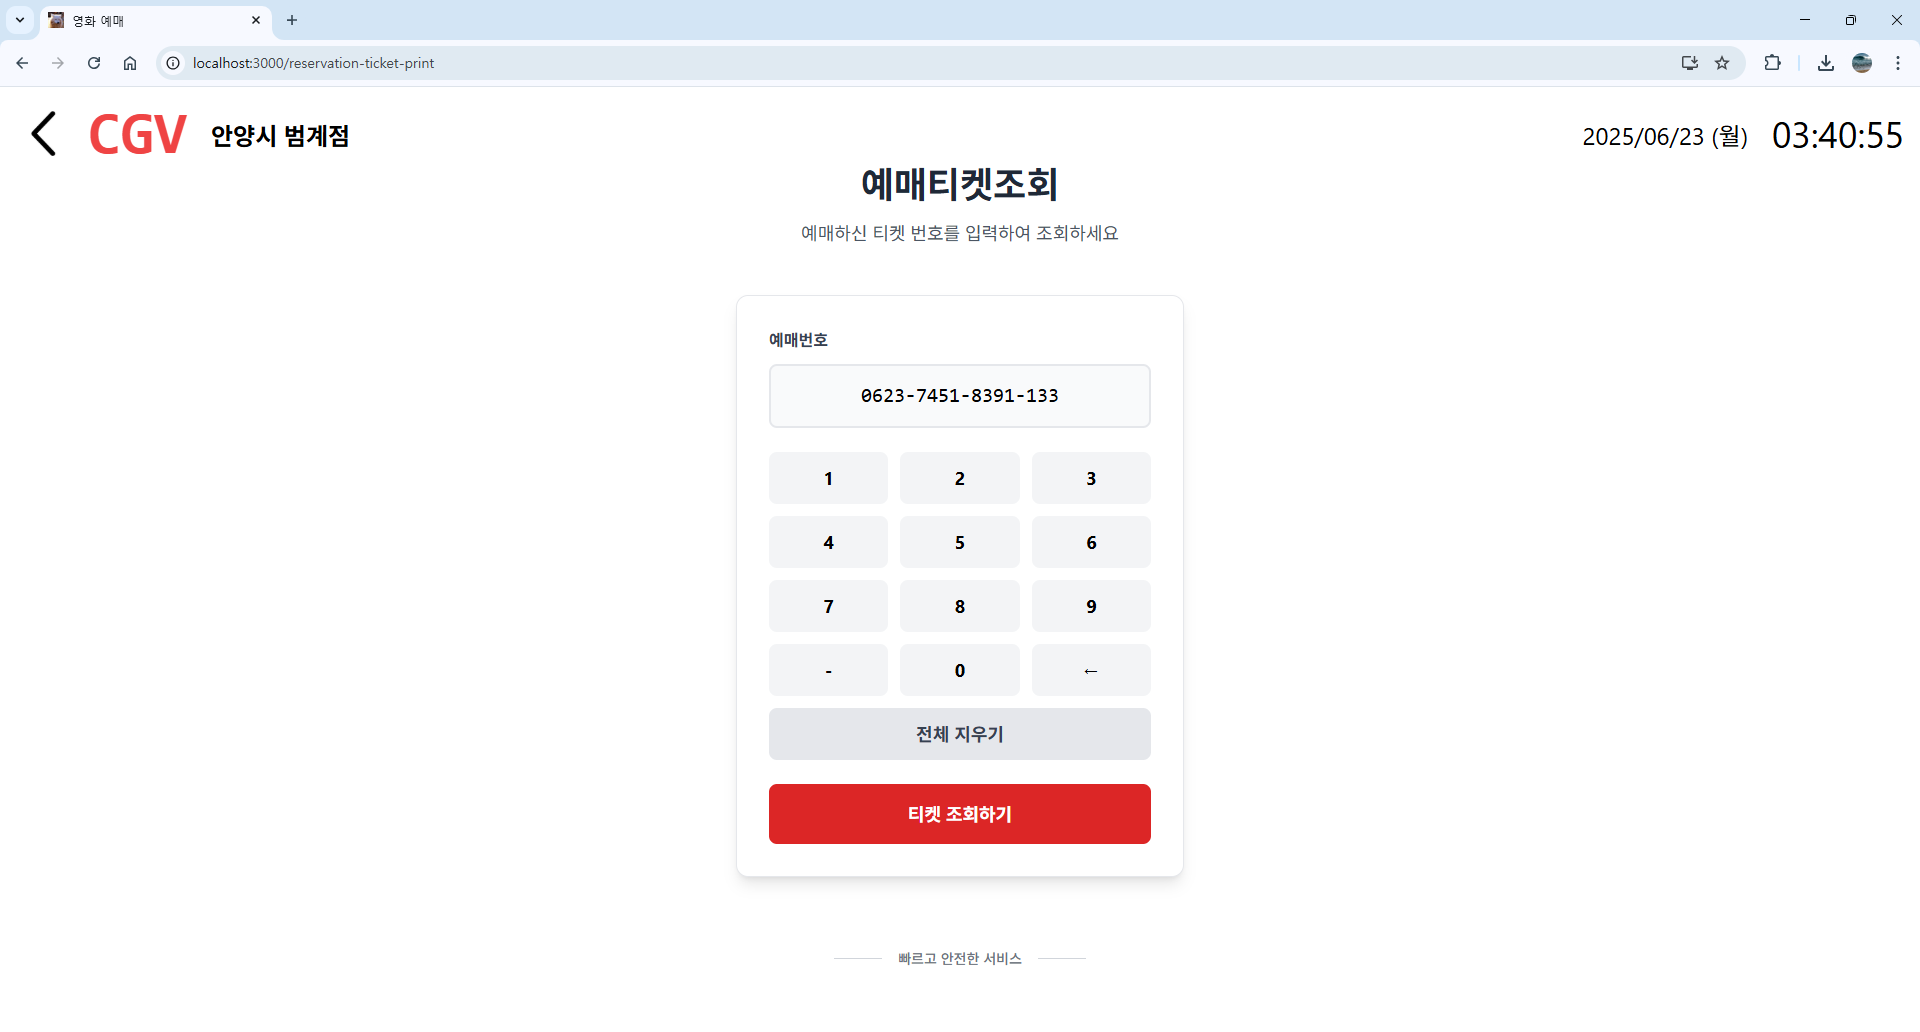 영화 예매
localhost:3000/reservation-ticket-print
CGV 안양시 범계점 2025/06/23 (월) 03:40:55
예매티켓조회
예매하신 티켓 번호를 입력하여 조회하세요
예매번호
0623-7451-8391-133
1 2 3
4 5 6
7 8 9
- 0 ←
전체 지우기
티켓 조회하기
빠르고 안전한 서비스